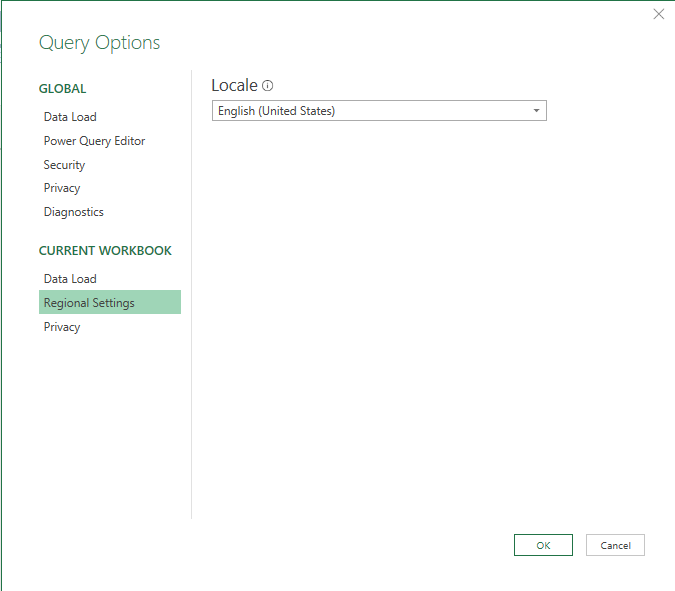 Query Options
GLOBAL
Data Load
Power Query Editor
Security
Privacy
Diagnostics
CURRENT WORKBOOK
Data Load
Regional Settings
Privacy
Locale
English (United States)
OK
Cancel